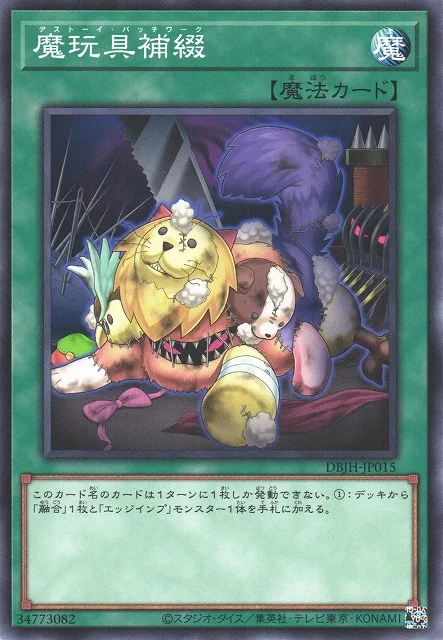 デストーイ・パッチワーク
魔玩具補綴
魔
まほう
【魔法カード】
DBJH-JP015
このカード名のカードは1ターンに1枚しか発動できない。①:デッキから
「融合」1枚と「エッジインプ」モンスター1体を手札に加える。
34773082
©スタジオ・ダイス/集英社・テレビ東京・KONAMI